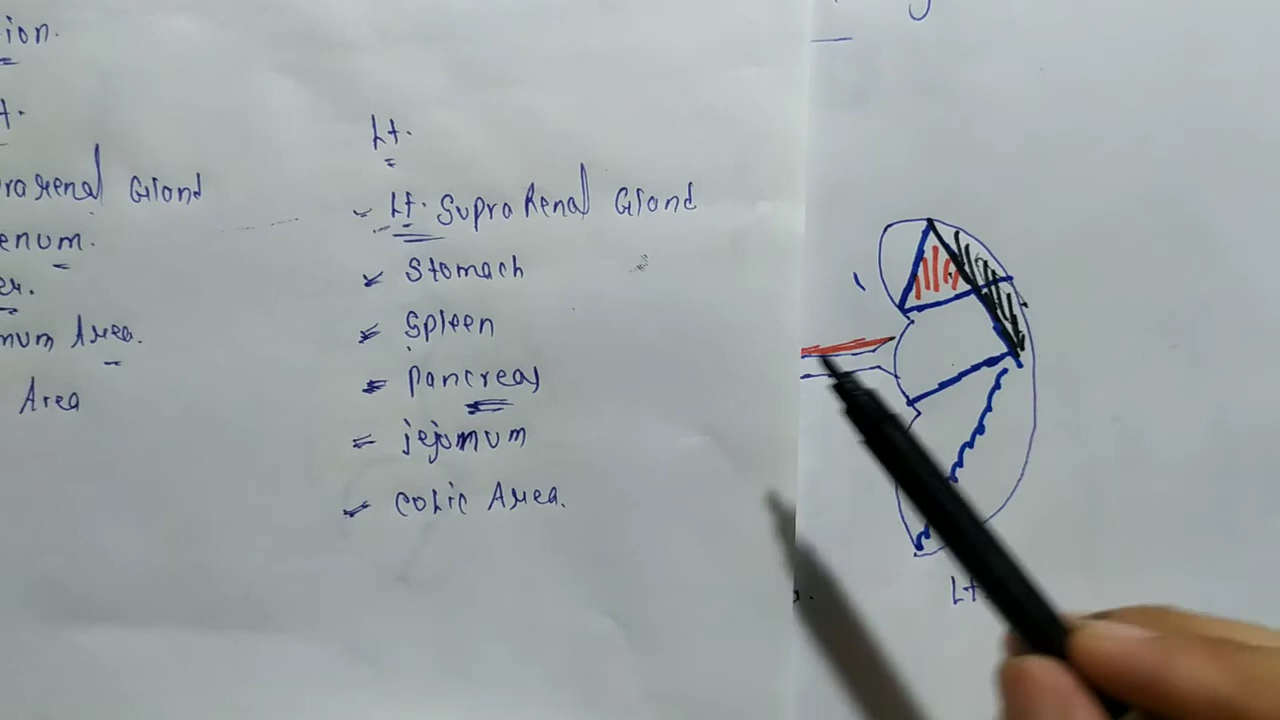 ion.
t.
rarenal Gland
enum.
er.
num Area.
Area
Lt.
Lt. Supra Renal Gland
Stomach
Spleen
Pancreas
jejunum
Colic Area.
Lt